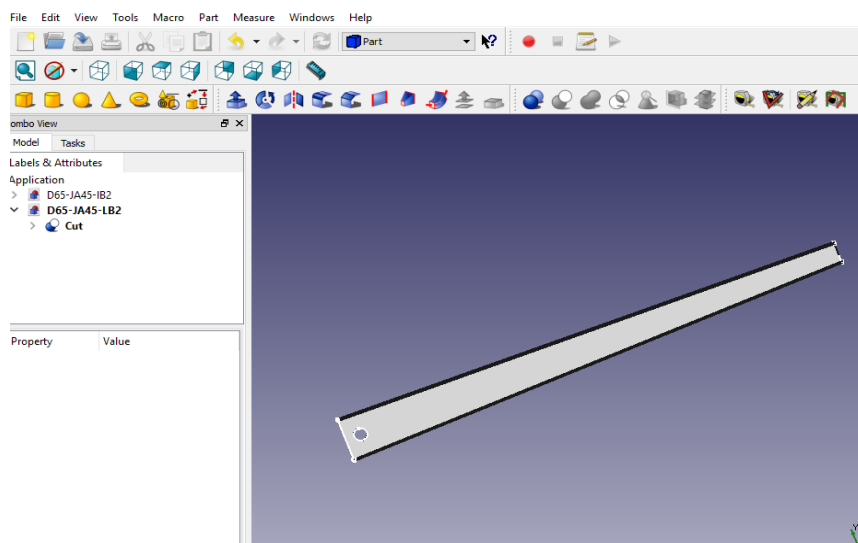 File Edit View Tools Macro Part Measure Windows Help
Part
ombo View
Model Tasks
Labels & Attributes
Application
D65-JA45-IB2
D65-JA45-LB2
Cut
Property Value
Y